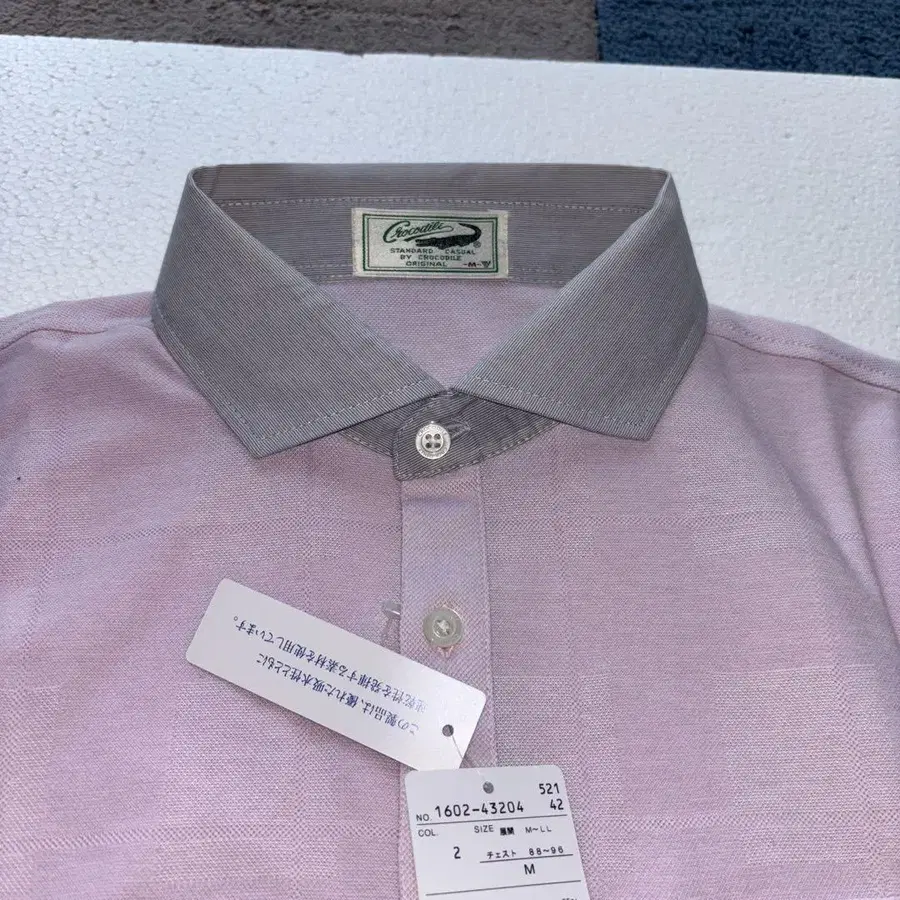 Crocodile
®
STANDARD CASUAL
BY CROCODILE
ORIGINAL -M-
この製品は、優れた吸水性とともに
速乾性を発揮する素材を使用しています。
521
NO. 1602-43204 42
COL. SIZE 展開 M〜LL
2 チェスト 88〜96
M